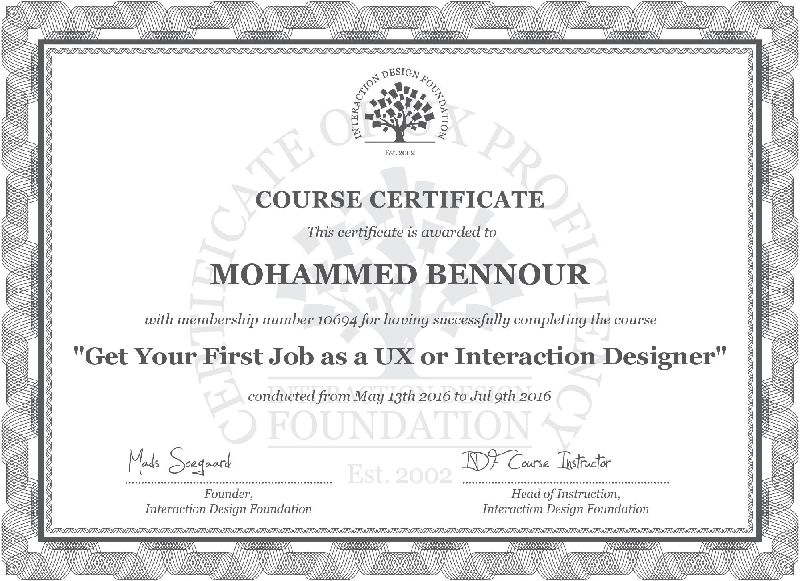 INTERACTION DESIGN FOUNDATION
Est. 2002
CERTIFICATE OF UX PROFICIENCY
COURSE CERTIFICATE
This certificate is awarded to
MOHAMMED BENNOUR
with membership number 10694 for having successfully completing the course
"Get Your First Job as a UX or Interaction Designer"
conducted from May 13th 2016 to Jul 9th 2016
INTERACTION DESIGN
FOUNDATION
Est. 2002
Mads Soegaard
IDF Course Instructor
Founder,
Interaction Design Foundation
Head of Instruction,
Interaction Design Foundation